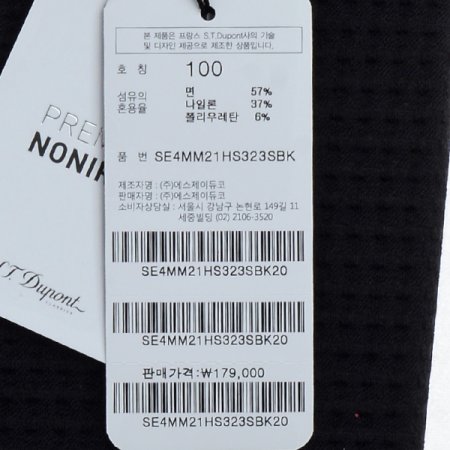 본 제품은 프랑스 S.T.Dupont사의 기술
및 디자인 제공으로 제조한 상품입니다.
호 칭 100
섬유의 혼용율
면 57%
나일론 37%
폴리우레탄 6%
품 번 SE4MM21HS323SBK
제조자명 : (주)에스제이듀코
판매자명 : (주)에스제이듀코
소비자상담실 : 서울시 강남구 논현로 149길 11
세중빌딩 (02) 2106-3520
SE4MM21HS323SBK20
SE4MM21HS323SBK20
판매가격:₩179,000
SE4MM21HS323SBK20
S.T. Dupont
CLASSICS